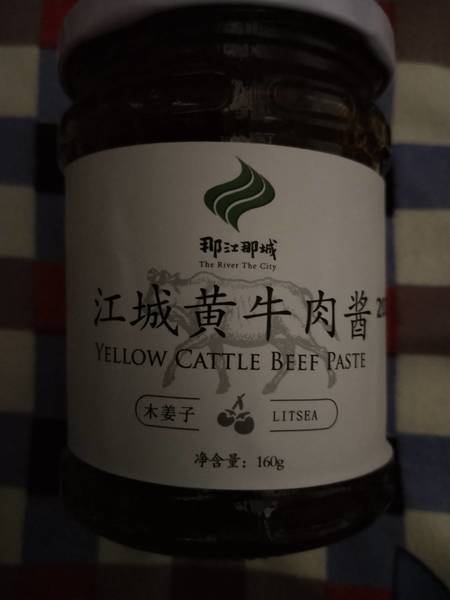 那江那城
The River The City
江城黄牛肉酱
YELLOW CATTLE BEEF PASTE
木姜子 LITSEA
净含量：160g